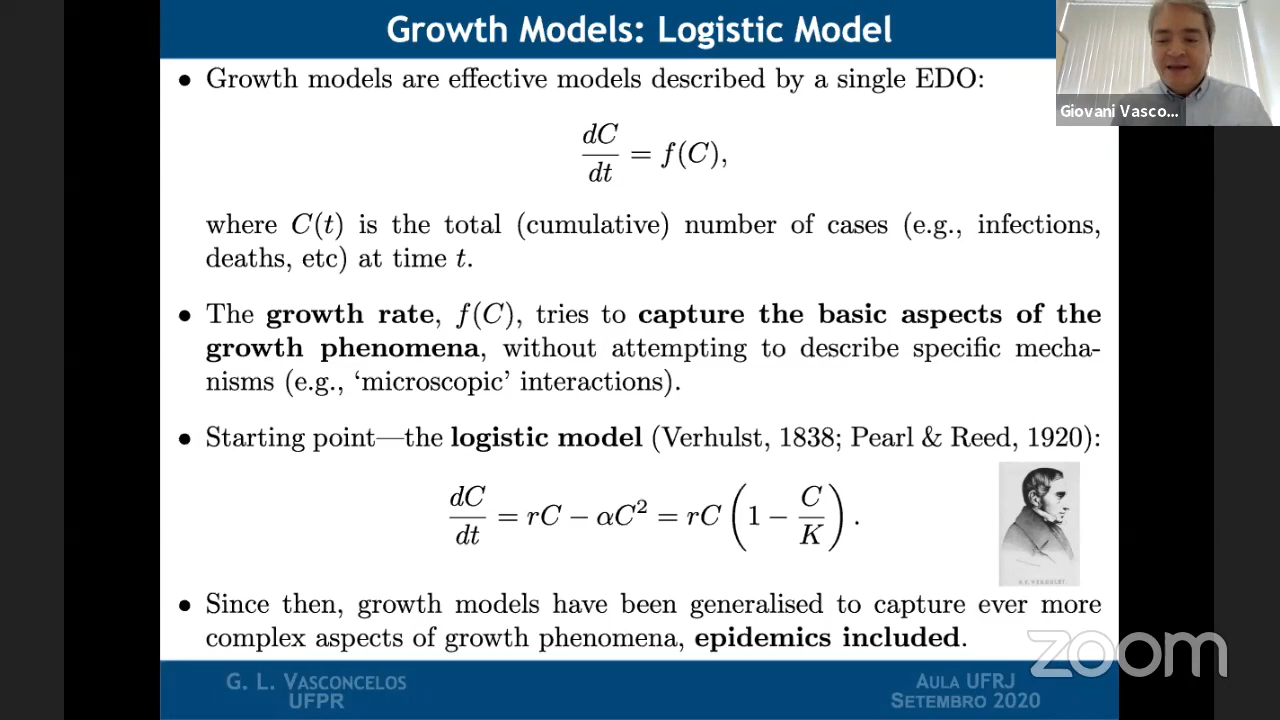 Growth Models: Logistic Model
Giovani Vasco...
• Growth models are effective models described by a single EDO:
dC/dt = f(C),
where C(t) is the total (cumulative) number of cases (e.g., infections,
deaths, etc) at time t.
• The growth rate, f(C), tries to capture the basic aspects of the
growth phenomena, without attempting to describe specific mecha-
nisms (e.g., ‘microscopic’ interactions).
• Starting point—the logistic model (Verhulst, 1838; Pearl & Reed, 1920):
dC/dt = rC − αC² = rC (1 − C/K).
P. F. VERHULST.
• Since then, growth models have been generalised to capture ever more
complex aspects of growth phenomena, epidemics included.
zoom
G. L. VASCONCELOS
UFPR
AULA UFRJ
SETEMBRO 2020